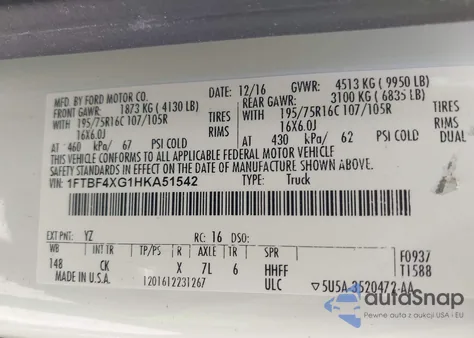 MFD. BY FORD MOTOR CO.
DATE: 12/16 GVWR: 4513 KG ( 9950 LB)
FRONT GAWR: 1873 KG ( 4130 LB) REAR GAWR: 3100 KG ( 6835 LB)
WITH 195/75R16C 107/105R TIRES WITH 195/75R16C 107/105R TIRES
16X6.0J RIMS 16X6.0J RIMS
AT 460 kPa/ 67 PSI COLD AT 430 kPa/ 62 PSI COLD DUAL
THIS VEHICLE CONFORMS TO ALL APPLICABLE FEDERAL MOTOR VEHICLE
SAFETY STANDARDS IN EFFECT ON THE DATE OF MANUFACTURE SHOWN ABOVE.
VIN: 1FTBF4XG1HKA51542 TYPE: Truck
EXT PNT: YZ RC: 16 DSO:
WB INT TR TP/PS R AXLE TR SPR F0937
148 CK X 7L 6 HHFF T1588
MADE IN U.S.A. 1201612231267 ULC 5U5A-3520472-AA
autoSnap
Pewne auto z aukcji USA i EU